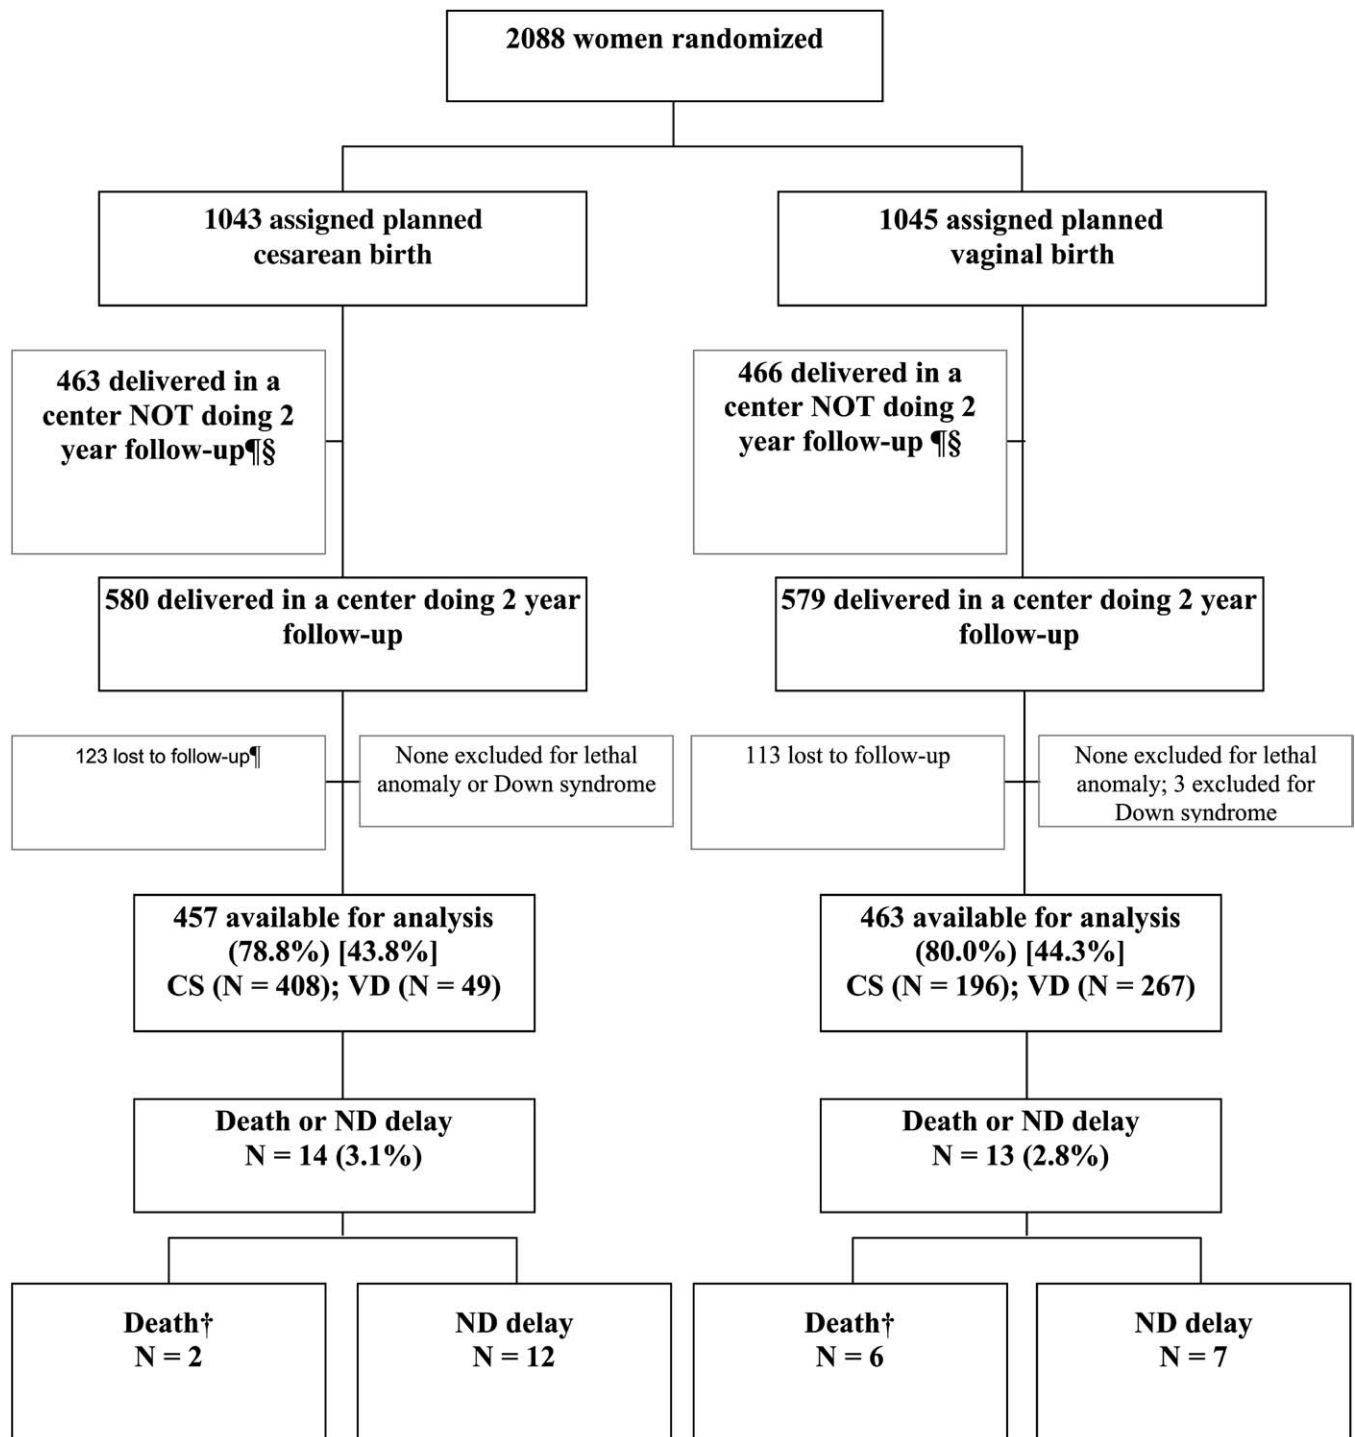 2088 women randomized
1043 assigned planned
cesarean birth
1045 assigned planned
vaginal birth
463 delivered in a
center NOT doing 2
year follow-up¶§
466 delivered in a
center NOT doing 2
year follow-up ¶§
580 delivered in a center doing 2 year
follow-up
579 delivered in a center doing 2 year
follow-up
123 lost to follow-up¶
None excluded for lethal
anomaly or Down syndrome
113 lost to follow-up
None excluded for lethal
anomaly; 3 excluded for
Down syndrome
457 available for analysis
(78.8%) [43.8%]
CS (N = 408); VD (N = 49)
463 available for analysis
(80.0%) [44.3%]
CS (N = 196); VD (N = 267)
Death or ND delay
N = 14 (3.1%)
Death or ND delay
N = 13 (2.8%)
Death†
N = 2
ND delay
N = 12
Death†
N = 6
ND delay
N = 7